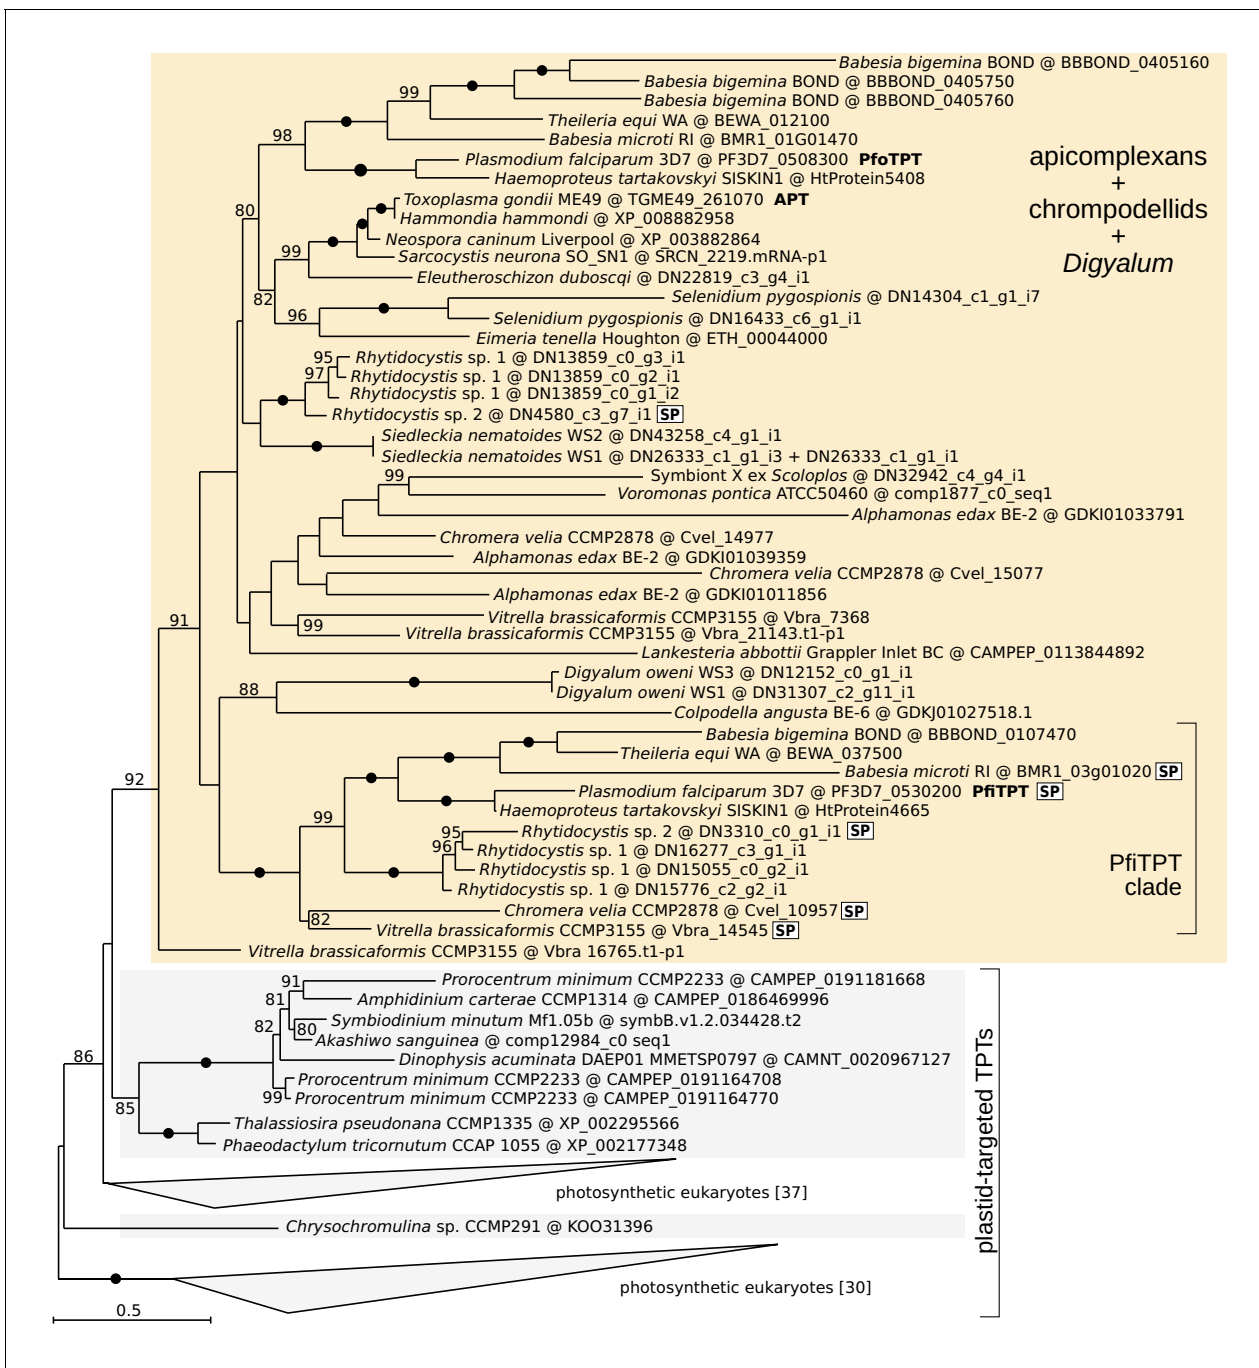 Babesia bigemina BOND @ BBBOND_0405160
Babesia bigemina BOND @ BBBOND_0405750
99
Babesia bigemina BOND @ BBBOND_0405760
Theileria equi WA @ BEWA_012100
98
Babesia microti RI @ BMR1_01G01470
Plasmodium falciparum 3D7 @ PF3D7_0508300 PfoTPT
Haemoproteus tartakovskyi SISKIN1 @ HtProtein5408
apicomplexans
+
chrompodellids
+
Digyalum
80
Toxoplasma gondii ME49 @ TGME49_261070 APT
Hammondia hammondi @ XP_008882958
Neospora caninum Liverpool @ XP_003882864
99
Sarcocystis neurona SO_SN1 @ SRCN_2219.mRNA-p1
Eleutheroschizon duboscqi @ DN22819_c3_g4_i1
82
Selenidium pygospionis @ DN14304_c1_g1_i7
96
Selenidium pygospionis @ DN16433_c6_g1_i1
Eimeria tenella Houghton @ ETH_00044000
95
Rhytidocystis sp. 1 @ DN13859_c0_g3_i1
97
Rhytidocystis sp. 1 @ DN13859_c0_g2_i1
Rhytidocystis sp. 1 @ DN13859_c0_g1_i2
Rhytidocystis sp. 2 @ DN4580_c3_g7_i1 SP
Siedleckia nematoides WS2 @ DN43258_c4_g1_i1
Siedleckia nematoides WS1 @ DN26333_c1_g1_i3 + DN26333_c1_g1_i1
99
Symbiont X ex Scoloplos @ DN32942_c4_g4_i1
Voromonas pontica ATCC50460 @ comp1877_c0_seq1
Alphamonas edax BE-2 @ GDKI01033791
Chromera velia CCMP2878 @ Cvel_14977
Alphamonas edax BE-2 @ GDKI01039359
Chromera velia CCMP2878 @ Cvel_15077
Alphamonas edax BE-2 @ GDKI01011856
91
Vitrella brassicaformis CCMP3155 @ Vbra_7368
99
Vitrella brassicaformis CCMP3155 @ Vbra_21143.t1-p1
Lankesteria abbottii Grappler Inlet BC @ CAMPEP_0113844892
Digyalum oweni WS3 @ DN12152_c0_g1_i1
88
Digyalum oweni WS1 @ DN31307_c2_g11_i1
Colpodella angusta BE-6 @ GDKJ01027518.1
Babesia bigemina BOND @ BBBOND_0107470
Theileria equi WA @ BEWA_037500
92
Babesia microti RI @ BMR1_03g01020 SP
Plasmodium falciparum 3D7 @ PF3D7_0530200 PfiTPT SP
Haemoproteus tartakovskyi SISKIN1 @ HtProtein4665
99
95
Rhytidocystis sp. 2 @ DN3310_c0_g1_i1 SP
96
Rhytidocystis sp. 1 @ DN16277_c3_g1_i1
Rhytidocystis sp. 1 @ DN15055_c0_g2_i1
Rhytidocystis sp. 1 @ DN15776_c2_g2_i1
PfiTPT
clade
Chromera velia CCMP2878 @ Cvel_10957 SP
82
Vitrella brassicaformis CCMP3155 @ Vbra_14545 SP
Vitrella brassicaformis CCMP3155 @ Vbra_16765.t1-p1
91
Prorocentrum minimum CCMP2233 @ CAMPEP_0191181668
81
Amphidinium carterae CCMP1314 @ CAMPEP_0186469996
82
Symbiodinium minutum Mf1.05b @ symbB.v1.2.034428.t2
80
Akashiwo sanguinea @ comp12984_c0 seq1
86
Dinophysis acuminata DAEP01 MMETSP0797 @ CAMNT_0020967127
Prorocentrum minimum CCMP2233 @ CAMPEP_0191164708
99
Prorocentrum minimum CCMP2233 @ CAMPEP_0191164770
85
Thalassiosira pseudonana CCMP1335 @ XP_002295566
Phaeodactylum tricornutum CCAP 1055 @ XP_002177348
photosynthetic eukaryotes [37]
Chrysochromulina sp. CCMP291 @ KOO31396
photosynthetic eukaryotes [30]
plastid-targeted TPTs
0.5